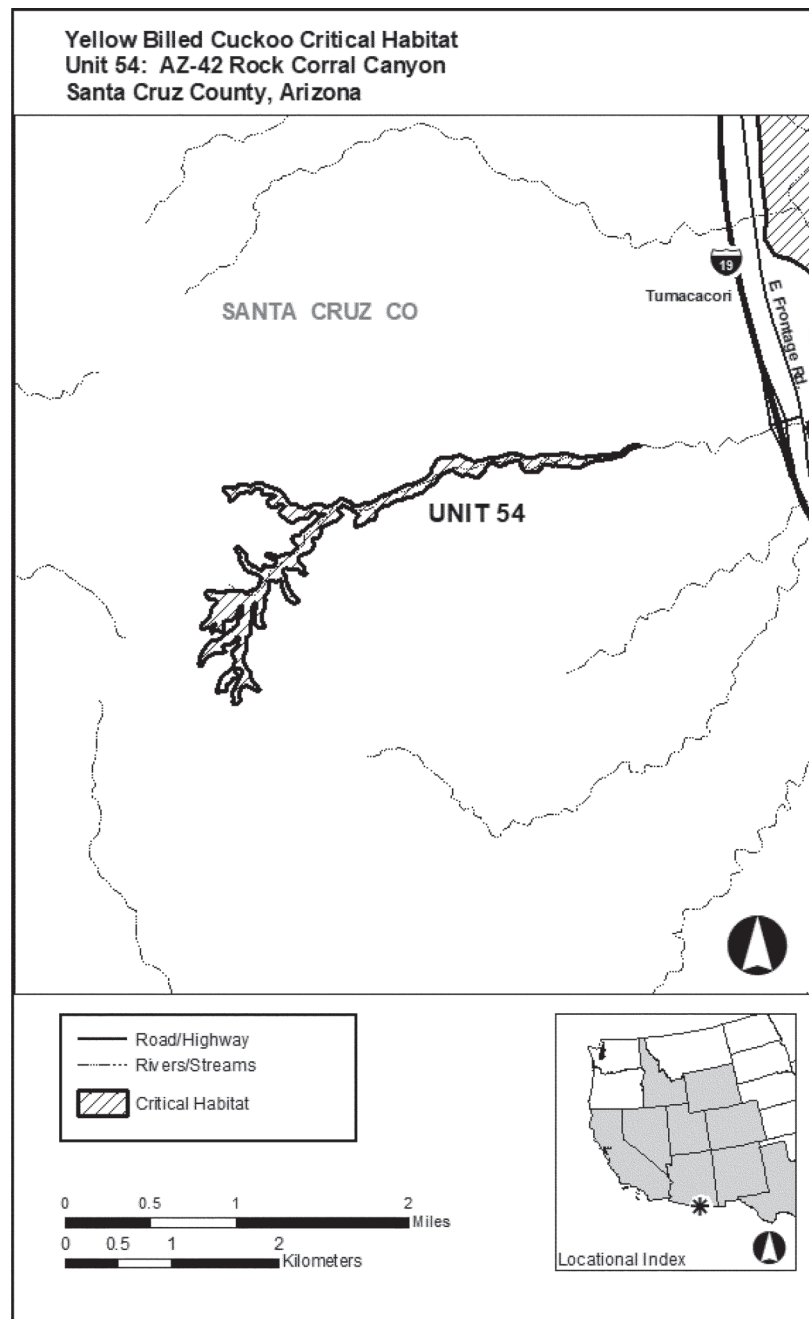 Yellow Billed Cuckoo Critical Habitat
Unit 54: AZ-42 Rock Corral Canyon
Santa Cruz County, Arizona
19
Tumacacori
E Frontage Rd.
SANTA CRUZ CO
UNIT 54
Road/Highway
Rivers/Streams
Critical Habitat
0 0.5 1 2
Miles
0 0.5 1 2
Kilometers
Locational Index